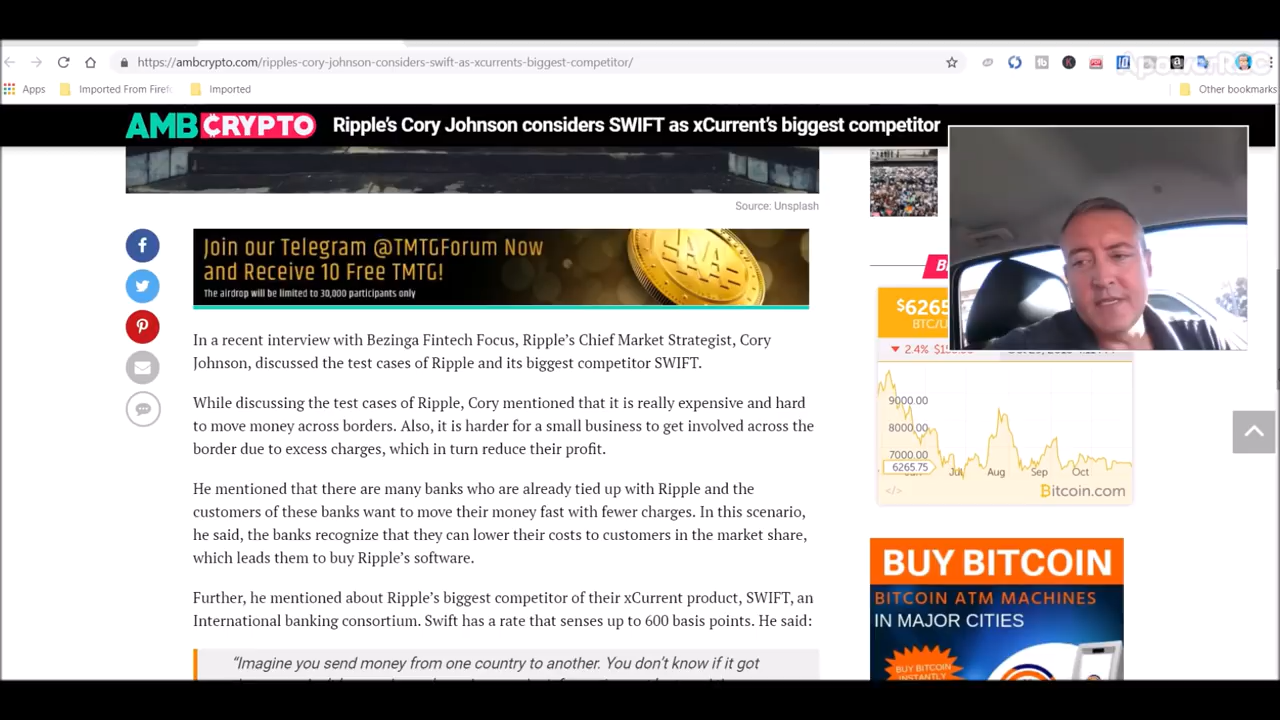 https://ambcrypto.com/ripples-cory-johnson-considers-swift-as-xcurrents-biggest-competitor/
ApowerREC
Apps
Imported From Firef
Imported
Other bookmarks
AMBCRYPTO
Ripple's Cory Johnson considers SWIFT as xCurrent's biggest competitor
Source: Unsplash
Join our Telegram @TMTGForum Now
and Receive 10 Free TMTG!
The airdrop will be limited to 30,000 participants only
In a recent interview with Bezinga Fintech Focus, Ripple's Chief Market Strategist, Cory
Johnson, discussed the test cases of Ripple and its biggest competitor SWIFT.
While discussing the test cases of Ripple, Cory mentioned that it is really expensive and hard
to move money across borders. Also, it is harder for a small business to get involved across the
border due to excess charges, which in turn reduce their profit.
He mentioned that there are many banks who are already tied up with Ripple and the
customers of these banks want to move their money fast with fewer charges. In this scenario,
he said, the banks recognize that they can lower their costs to customers in the market share,
which leads them to buy Ripple's software.
Further, he mentioned about Ripple's biggest competitor of their xCurrent product, SWIFT, an
International banking consortium. Swift has a rate that senses up to 600 basis points. He said:
"Imagine you send money from one country to another. You don't know if it got
$6265
BTC/U
2.4%
9000.00
8000.00
7000.00
6265.75
Jul
Aug
Sep
Oct
Bitcoin.com
BUY BITCOIN
BITCOIN ATM MACHINES
IN MAJOR CITIES
BUY BITCOIN
INSTANTLY